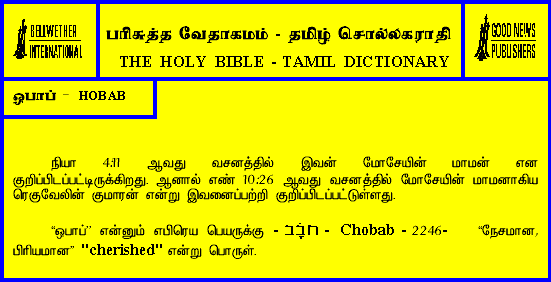 BELLWETHER
INTERNATIONAL
பரிசுத்த வேதாகமம் - தமிழ் சொல்லகராதி
THE HOLY BIBLE - TAMIL DICTIONARY
GOOD NEWS
PUBLISHERS
ஒபாப் - HOBAB
நியா 4:11 ஆவது வசனத்தில் இவன் மோசேயின் மாமன் என
குறிப்பிடப்பட்டிருக்கிறது. ஆனால் எண் 10:26 ஆவது வசனத்தில் மோசேயின் மாமனாகிய
ரெகுவேலின் குமாரன் என்று இவனைப்பற்றி குறிப்பிடப்பட்டுள்ளது.
“ஒபாப்” என்னும் எபிரெய பெயருக்கு - חֹבָב - Chobab - 2246- “நேசமான,
பிரியமான” "cherished" என்று பொருள்.